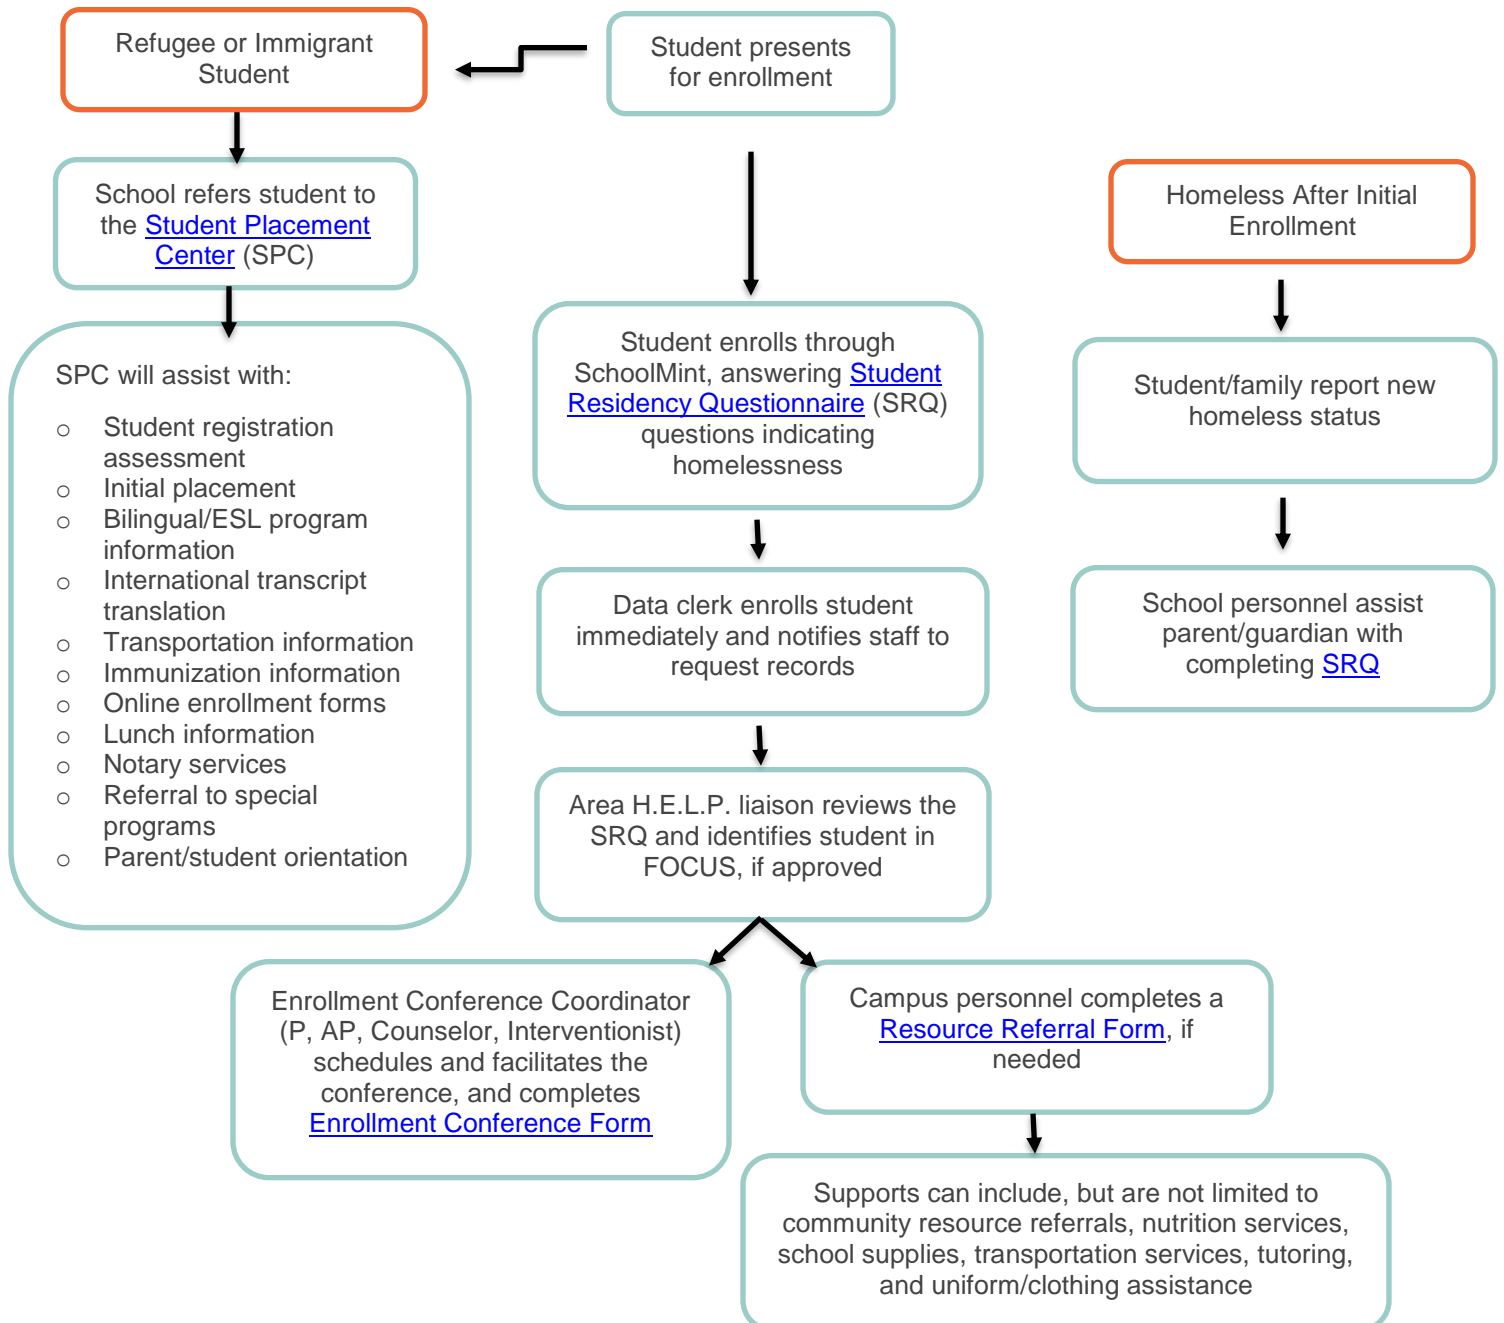 Refugee or Immigrant
Student
Student presents
for enrollment
School refers student to
the Student Placement
Center (SPC)
Homeless After Initial
Enrollment
SPC will assist with:
o Student registration
assessment
o Initial placement
o Bilingual/ESL program
information
o International transcript
translation
o Transportation information
o Immunization information
o Online enrollment forms
o Lunch information
o Notary services
o Referral to special
programs
o Parent/student orientation
Student enrolls through
SchoolMint, answering Student
Residency Questionnaire (SRQ)
questions indicating
homelessness
Student/family report new
homeless status
Data clerk enrolls student
immediately and notifies staff to
request records
School personnel assist
parent/guardian with
completing SRQ
Area H.E.L.P. liaison reviews the
SRQ and identifies student in
FOCUS, if approved
Enrollment Conference Coordinator
(P, AP, Counselor, Interventionist)
schedules and facilitates the
conference, and completes
Enrollment Conference Form
Campus personnel completes a
Resource Referral Form, if
needed
Supports can include, but are not limited to
community resource referrals, nutrition services,
school supplies, transportation services, tutoring,
and uniform/clothing assistance